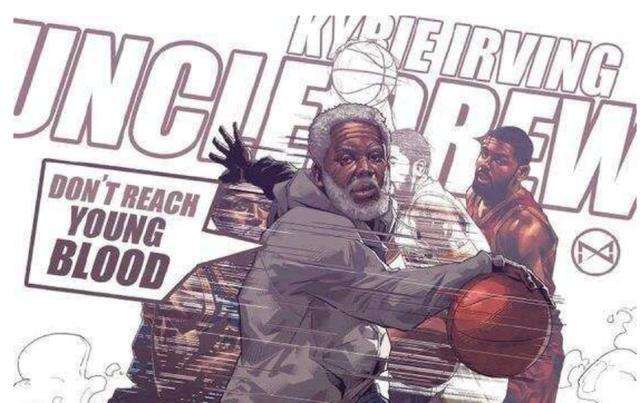 KYRIE IRVING
UNCLE DREW
DON'T REACH
YOUNG
BLOOD